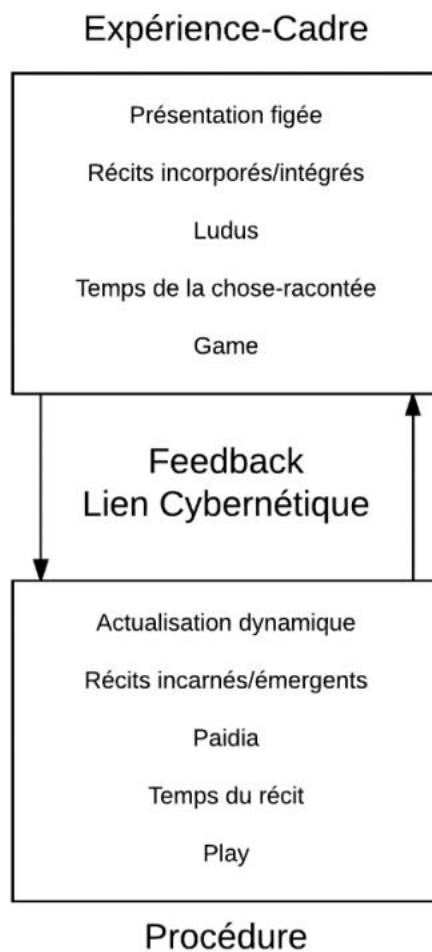 Expérience-Cadre
Présentation figée
Récits incorporés/intégrés
Ludus
Temps de la chose-racontée
Game
Feedback
Lien Cybernétique
Actualisation dynamique
Récits incarnés/émergents
Paidia
Temps du récit
Play
Procédure